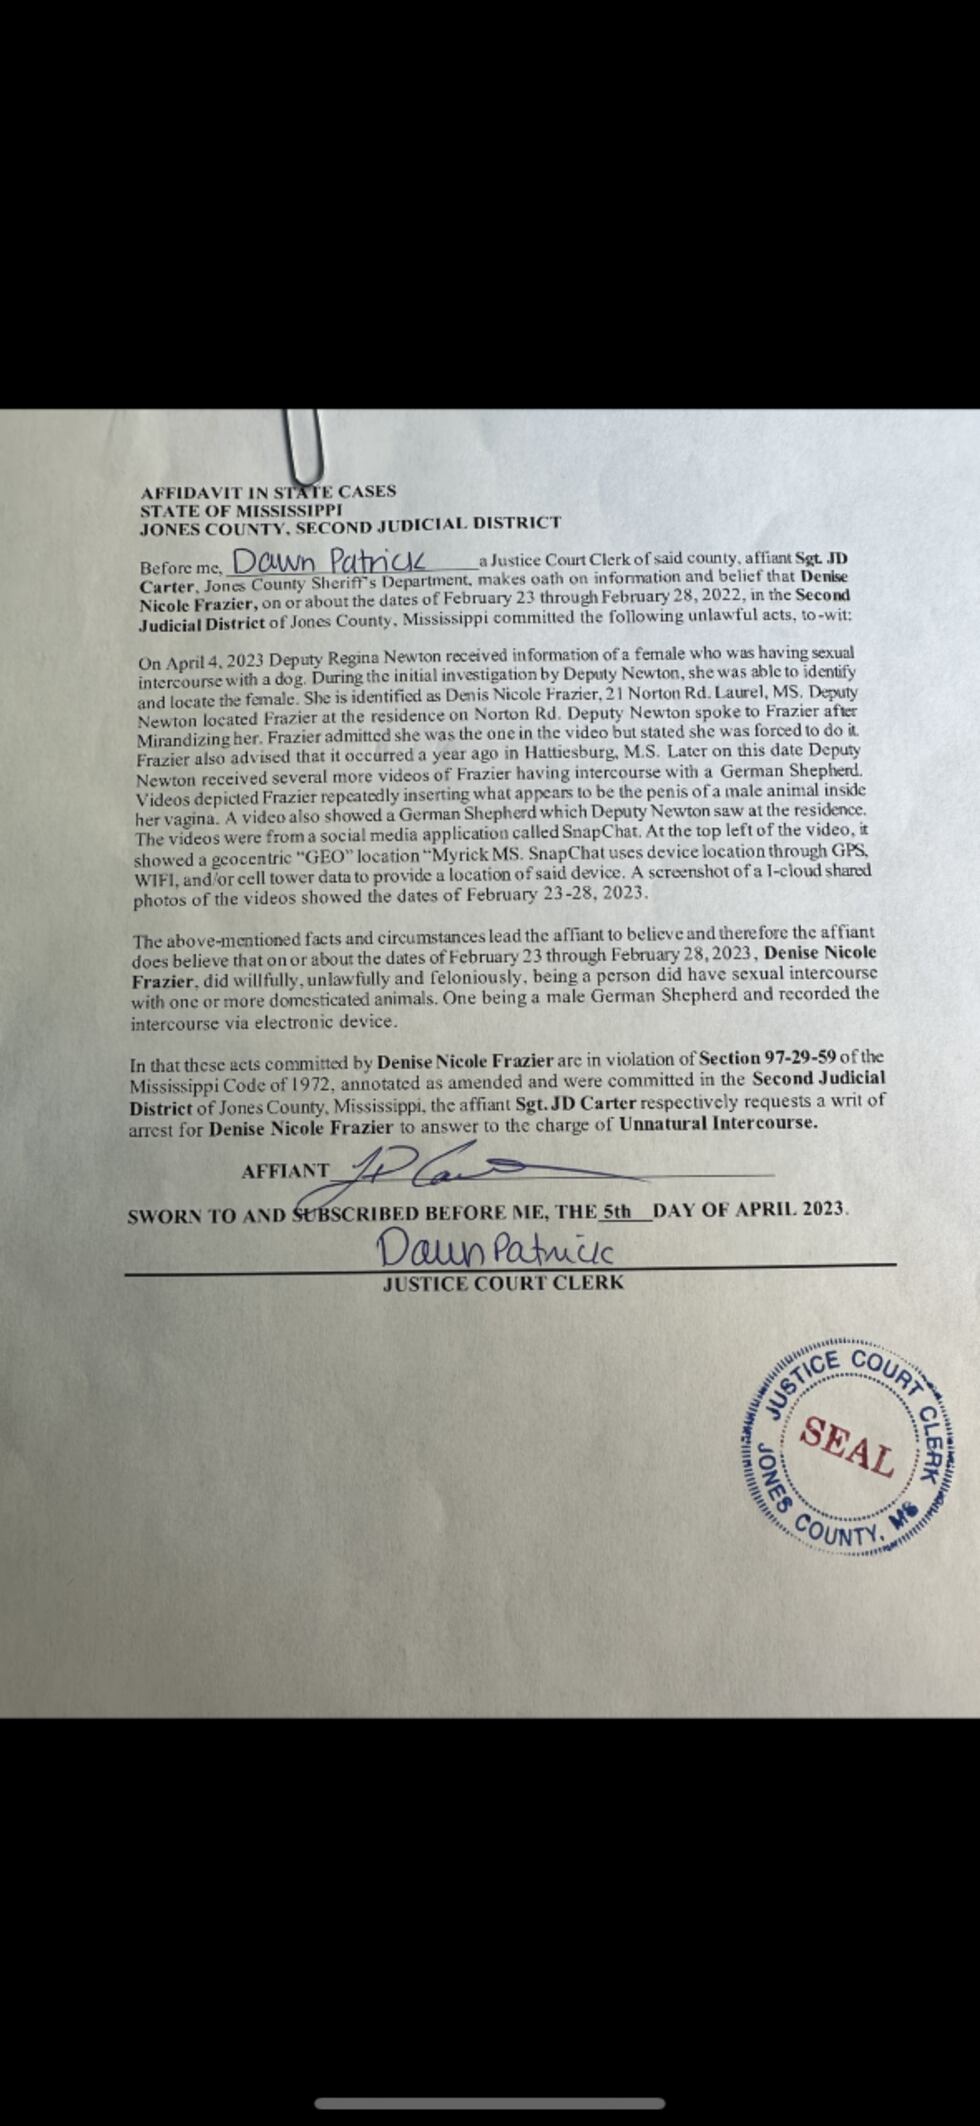 AFFIDAVIT IN STATE CASES
STATE OF MISSISSIPPI
JONES COUNTY, SECOND JUDICIAL DISTRICT
Before me, Dawn Patrick a Justice Court Clerk of said county, affiant Sgt. JD
Carter, Jones County Sheriff's Department, makes oath on information and belief that Denise
Nicole Frazier, on or about the dates of February 23 through February 28, 2022, in the Second
Judicial District of Jones County, Mississippi committed the following unlawful acts, to-wit:
On April 4, 2023 Deputy Regina Newton received information of a female who was having sexual
intercourse with a dog. During the initial investigation by Deputy Newton, she was able to identify
and locate the female. She is identified as Denis Nicole Frazier, 21 Norton Rd. Laurel, MS. Deputy
Newton located Frazier at the residence on Norton Rd. Deputy Newton spoke to Frazier after
Mirandizing her. Frazier admitted she was the one in the video but stated she was forced to do it.
Frazier also advised that it occurred a year ago in Hattiesburg, M.S. Later on this date Deputy
Newton received several more videos of Frazier having intercourse with a German Shepherd.
Videos depicted Frazier repeatedly inserting what appears to be the penis of a male animal inside
her vagina. A video also showed a German Shepherd which Deputy Newton saw at the residence.
The videos were from a social media application called SnapChat. At the top left of the video, it
showed a geocentric "GEO" location "Myrick MS. SnapChat uses device location through GPS,
WIFI, and/or cell tower data to provide a location of said device. A screenshot of a I-cloud shared
photos of the videos showed the dates of February 23-28, 2023.
The above-mentioned facts and circumstances lead the affiant to believe and therefore the affiant
does believe that on or about the dates of February 23 through February 28, 2023, Denise Nicole
Frazier, did willfully, unlawfully and feloniously, being a person did have sexual intercourse
with one or more domesticated animals. One being a male German Shepherd and recorded the
intercourse via electronic device.
In that these acts committed by Denise Nicole Frazier are in violation of Section 97-29-59 of the
Mississippi Code of 1972, annotated as amended and were committed in the Second Judicial
District of Jones County, Mississippi, the affiant Sgt. JD Carter respectively requests a writ of
arrest for Denise Nicole Frazier to answer to the charge of Unnatural Intercourse.
AFFIANT JD Carter
SWORN TO AND SUBSCRIBED BEFORE ME, THE 5th DAY OF APRIL 2023.
Dawn Patrick
JUSTICE COURT CLERK
JUSTICE COURT CLERK
SEAL
JONES COUNTY, MS